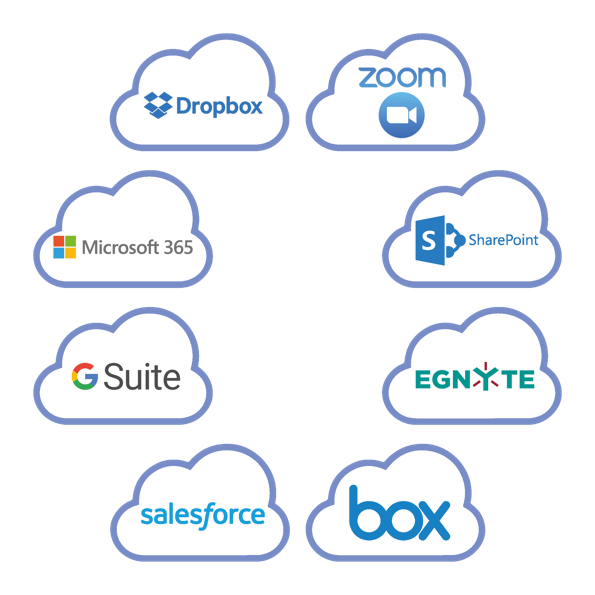 Dropbox
zoom
Microsoft 365
S SharePoint
G Suite
EGNYTE
salesforce
box